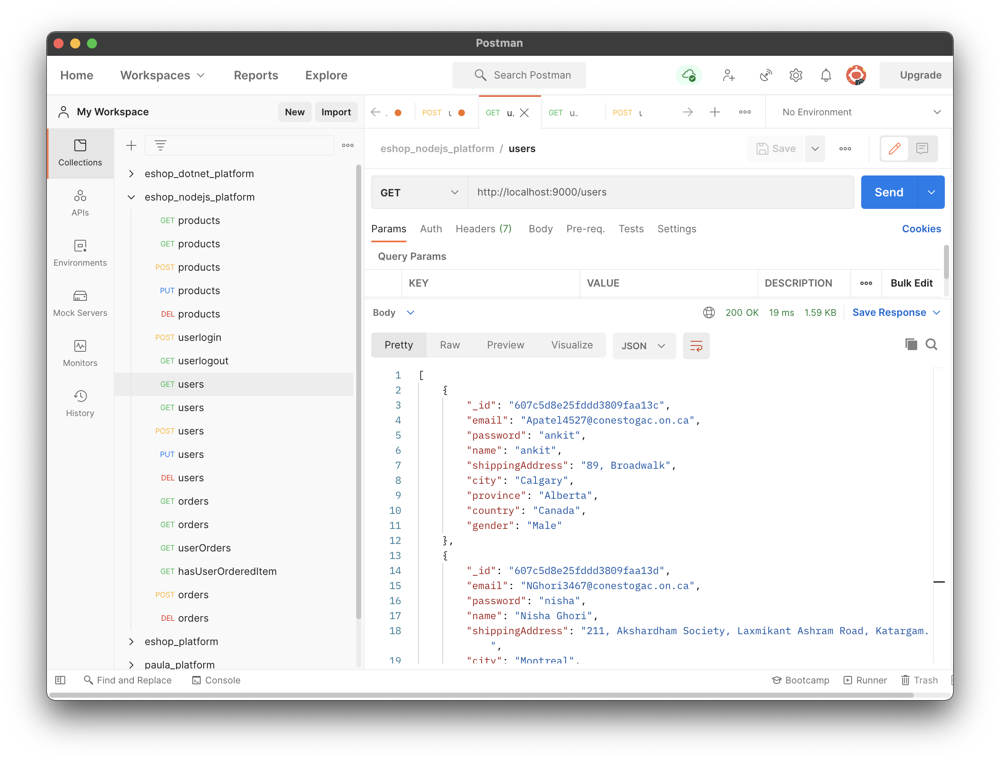 Postman
Home Workspaces Reports Explore Search Postman Upgrade
My Workspace New Import
. POST GET u. GET u.. POST No Environment
Collections
APIs
Environments
Mock Servers
Monitors
History
eshop_dotnet_platform
eshop_nodejs_platform
GET products
GET products
POST products
PUT products
DEL products
POST userlogin
GET userlogout
GET users
GET users
POST users
PUT users
DEL users
GET orders
GET orders
GET userOrders
GET hasUserOrderedItem
POST orders
DEL orders
eshop_platform
paula_platform
eshop_nodejs_platform / users Save
GET http://localhost:9000/users Send
Params Auth Headers (7) Body Pre-req. Tests Settings Cookies
Query Params
KEY VALUE DESCRIPTION Bulk Edit
Body 200 OK 19 ms 1.59 KB Save Response
Pretty Raw Preview Visualize JSON
1 [
2 {
3 "_id": "607c5d8e25fddd3809faa13c",
4 "email": "Apatel4527@conestogac.on.ca",
5 "password": "ankit",
6 "name": "ankit",
7 "shippingAddress": "89, Broadwalk",
8 "city": "Calgary",
9 "province": "Alberta",
10 "country": "Canada",
11 "gender": "Male"
12 },
13 {
14 "_id": "607c5d8e25fddd3809faa13d",
15 "email": "NGhori3467@conestogac.on.ca",
16 "password": "nisha",
17 "name": "Nisha Ghori",
18 "shippingAddress": "211, Akshardham Society, Laxmikant Ashram Road, Katargam.
",
19 "city": "Montreal",
Find and Replace Console Bootcamp Runner Trash